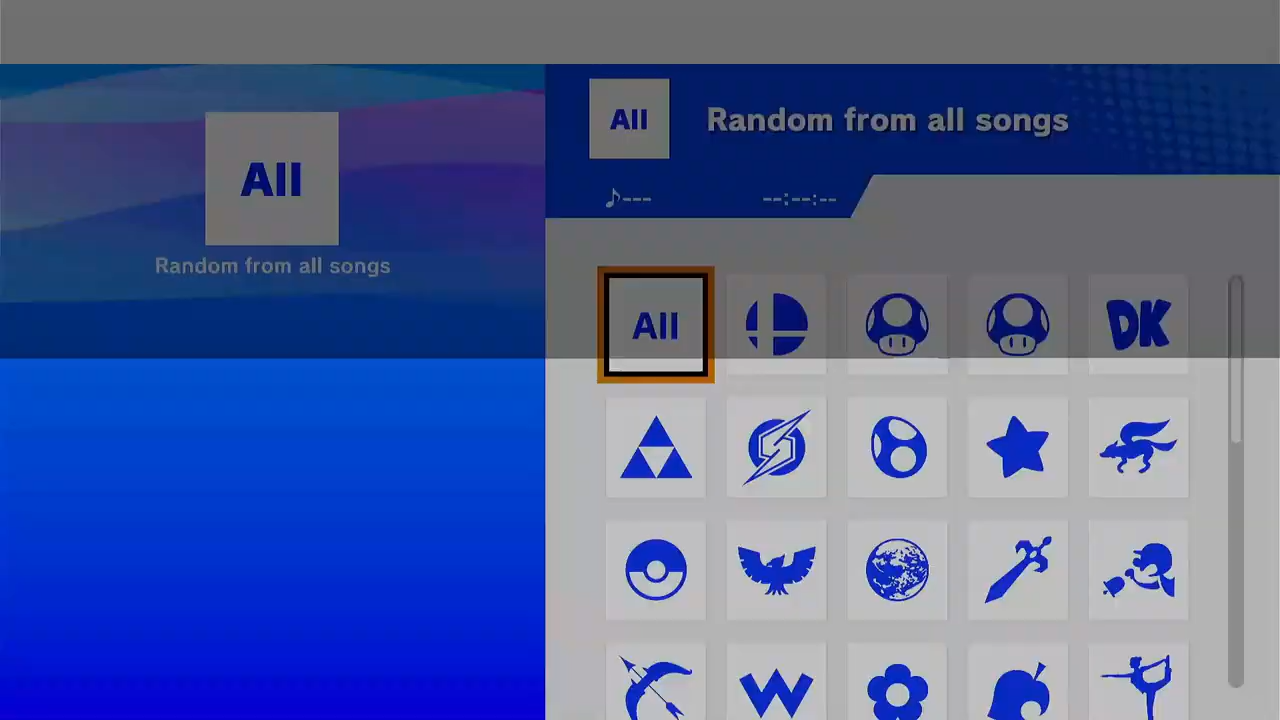 All
Random from all songs
All
Random from all songs
♪---
--:--:--
All
DK
W